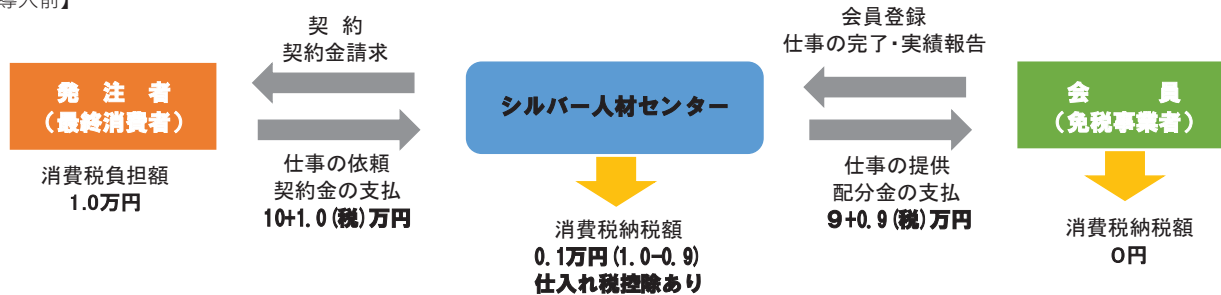 導入前】
契 約
契約金請求
会員登録
仕事の完了・実績報告
発 注 者
（最終消費者）
シルバー人材センター
会 員
（免税事業者）
消費税負担額
1.0万円
仕事の依頼
契約金の支払
10+1.0(税)万円
仕事の提供
配分金の支払
９+0.9(税)万円
消費税納税額
0.1万円(1.0-0.9)
仕入れ税控除あり
消費税納税額
０円